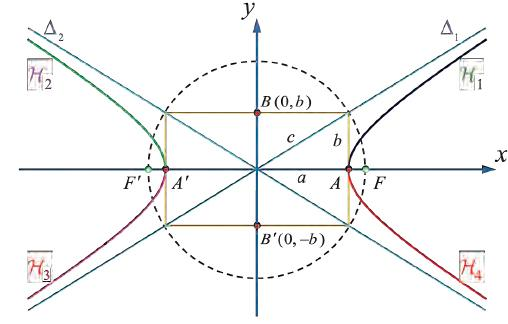 y
Δ₂
Δ₁
ℋ₂
B(0,b)
ℋ₁
c
b
x
a
F′
A′
A
F
B′(0,−b)
ℋ₃
ℋ₄